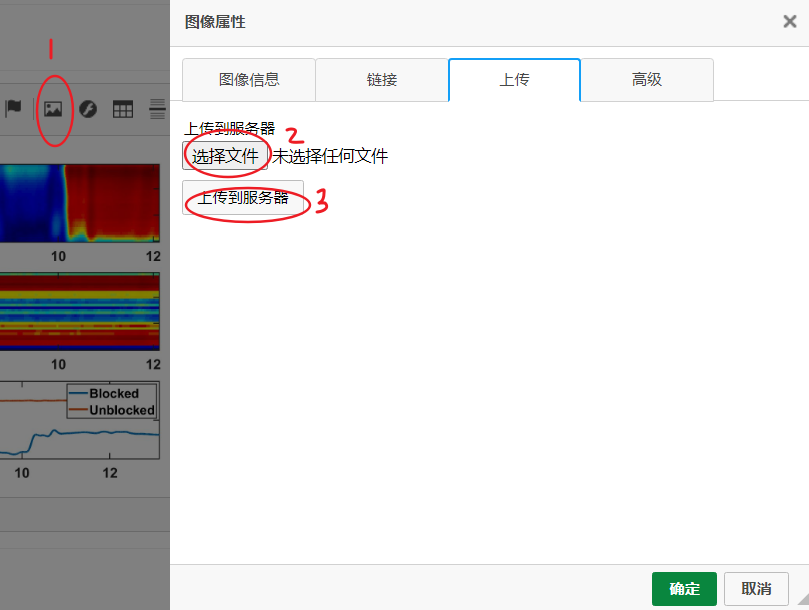 图像属性
1
图像信息
链接
上传
高级
上传到服务器
2
选择文件
未选择任何文件
上传到服务器
3
10
12
10
12
Blocked
Unblocked
10
12
确定
取消